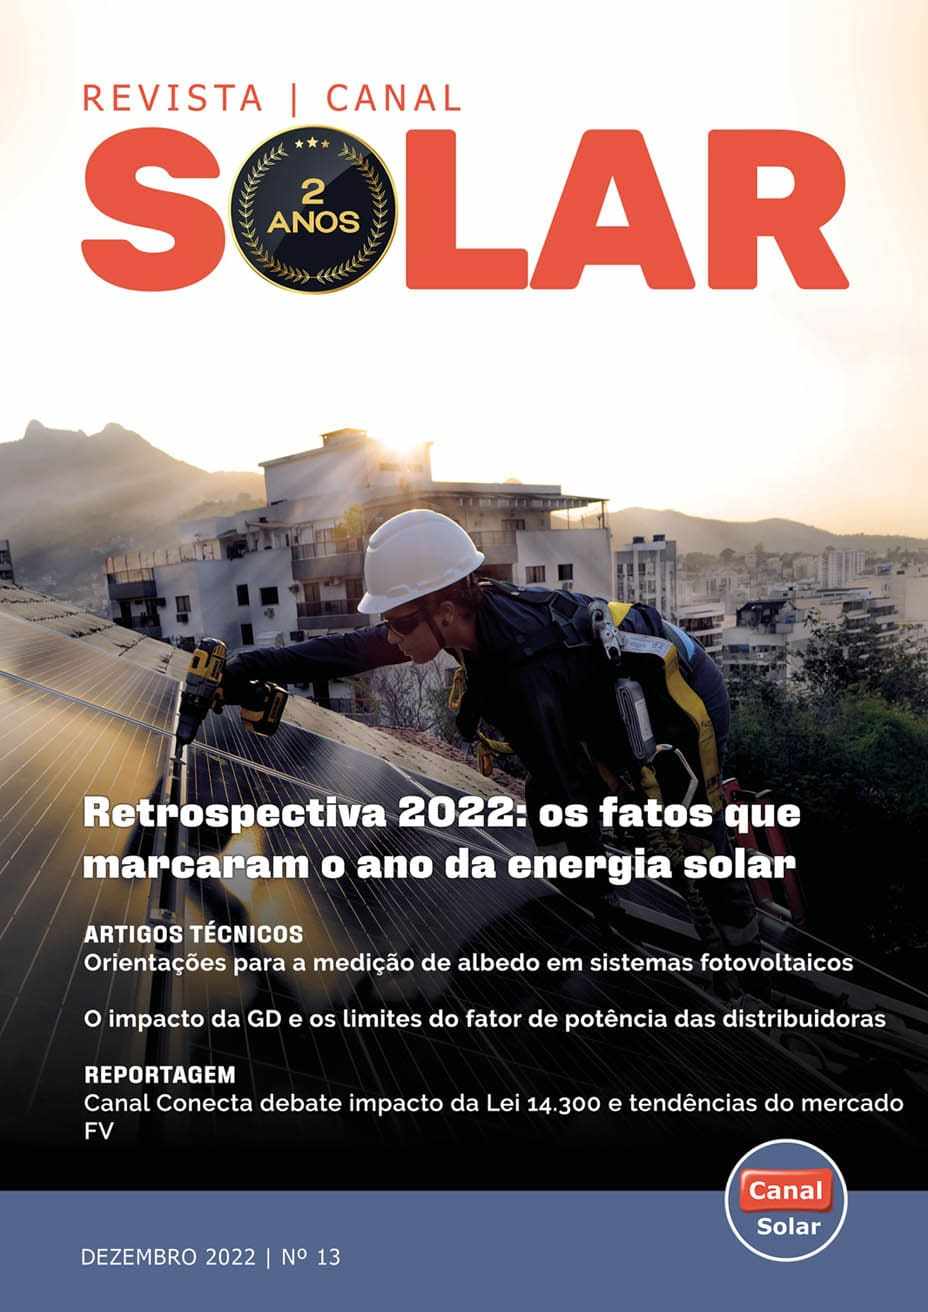 REVISTA | CANAL
SOLAR
2
ANOS
Retrospectiva 2022: os fatos que
marcaram o ano da energia solar
ARTIGOS TÉCNICOS
Orientações para a medição de albedo em sistemas fotovoltaicos
O impacto da GD e os limites do fator de potência das distribuidoras
REPORTAGEM
Canal Conecta debate impacto da Lei 14.300 e tendências do mercado
FV
Canal
Solar
DEZEMBRO 2022 | Nº 13